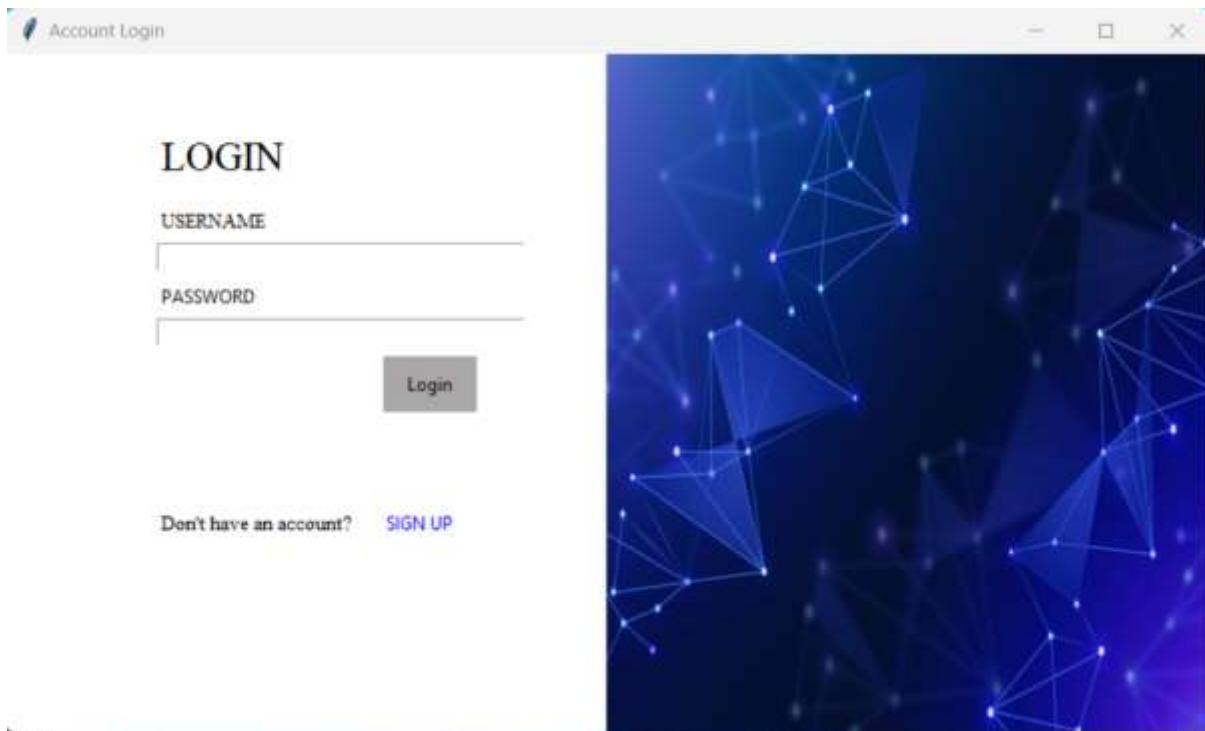 Account Login
LOGIN
USERNAME
PASSWORD
Login
Don't have an account? SIGN UP